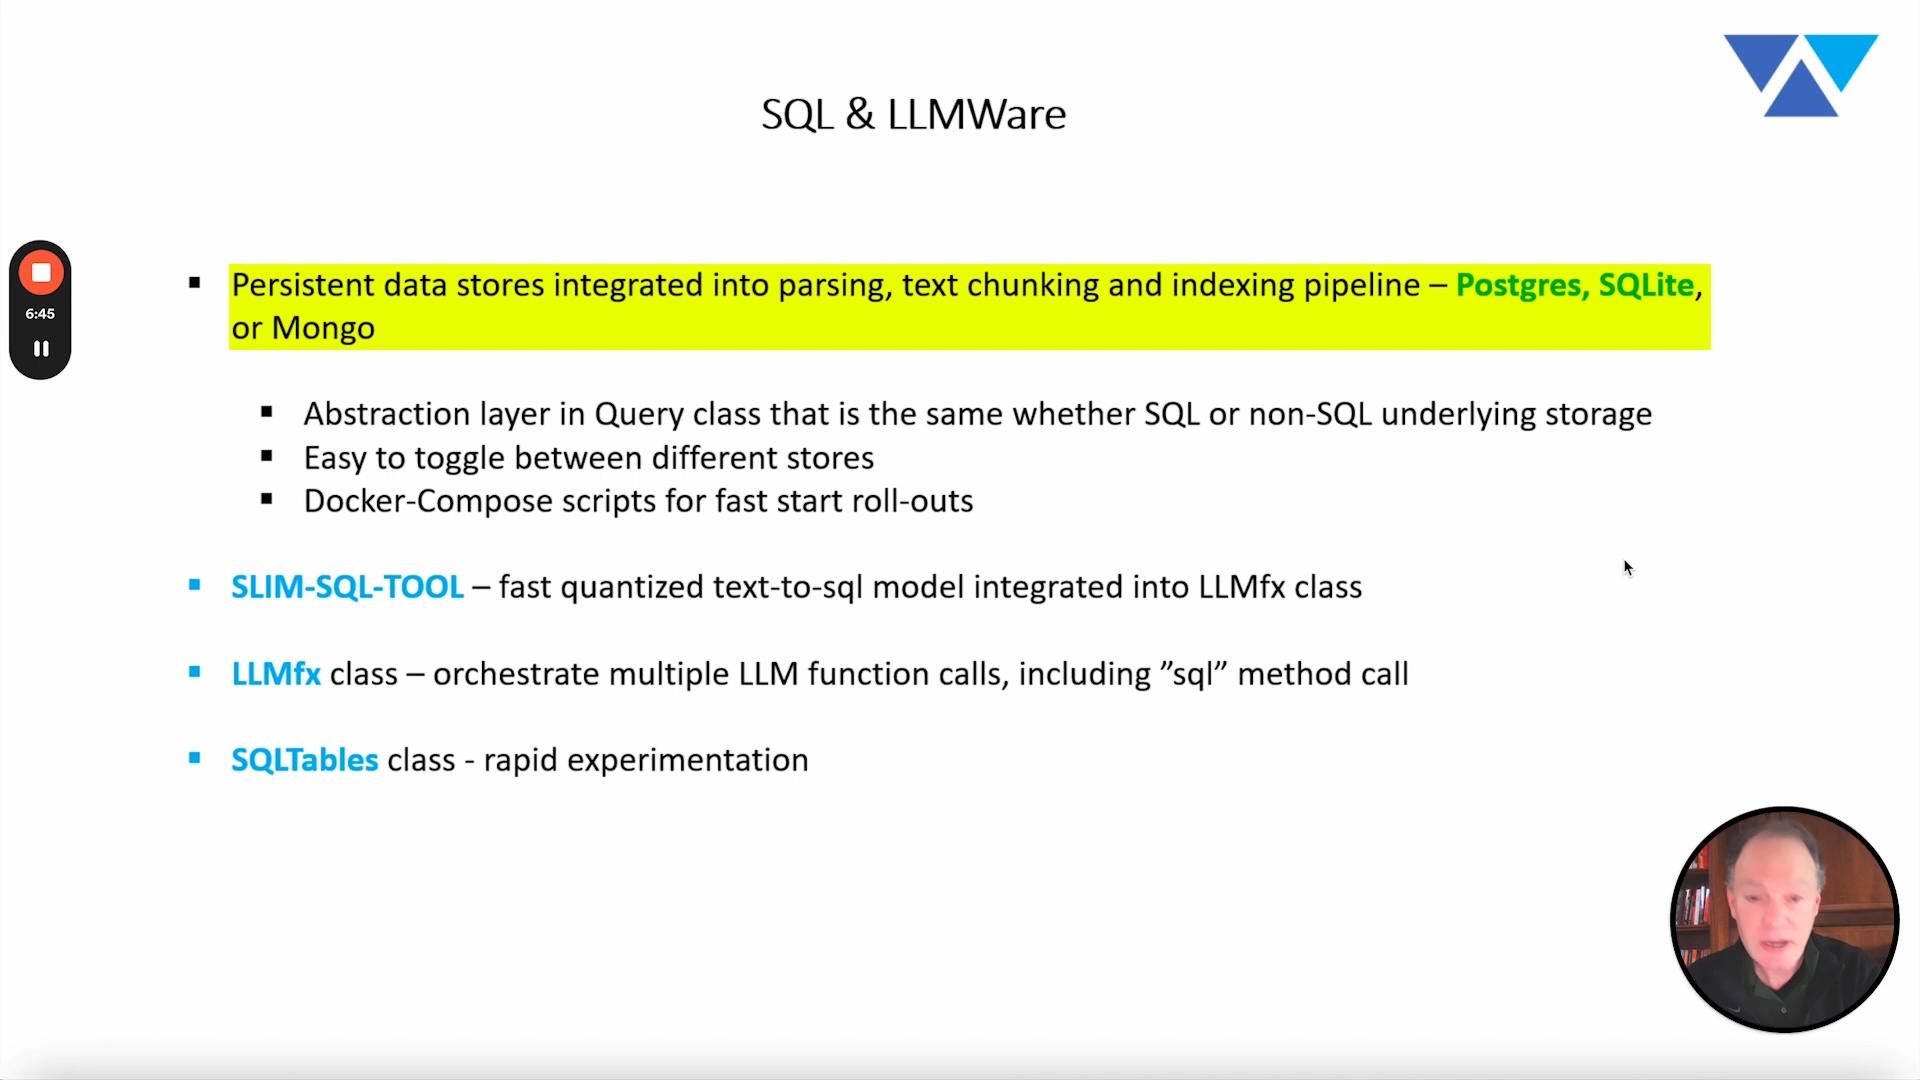 SQL & LLMWare
6:45
▪ Persistent data stores integrated into parsing, text chunking and indexing pipeline – Postgres, SQLite,
or Mongo
▪ Abstraction layer in Query class that is the same whether SQL or non-SQL underlying storage
▪ Easy to toggle between different stores
▪ Docker-Compose scripts for fast start roll-outs
▪ SLIM-SQL-TOOL – fast quantized text-to-sql model integrated into LLMfx class
▪ LLMfx class – orchestrate multiple LLM function calls, including ”sql” method call
▪ SQLTables class - rapid experimentation